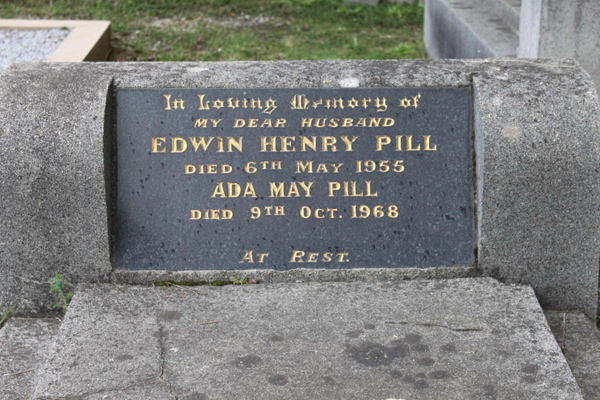 In Loving Memory of
MY DEAR HUSBAND
EDWIN HENRY PILL
DIED 6TH MAY 1955
ADA MAY PILL
DIED 9TH OCT. 1968
AT REST.